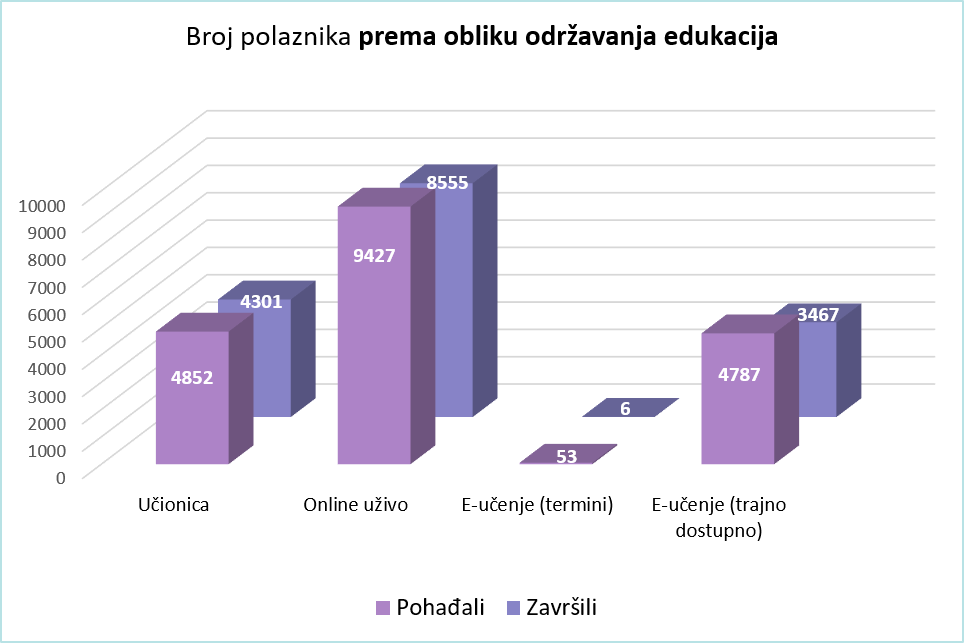 Broj polaznika prema obliku održavanja edukacija
10000
9000
8000
7000
6000
5000
4000
3000
2000
1000
0
4852
4301
9427
8555
53
6
4787
3467
Učionica
Online uživo
E-učenje (termini)
E-učenje (trajno
dostupno)
Pohađali
Završili